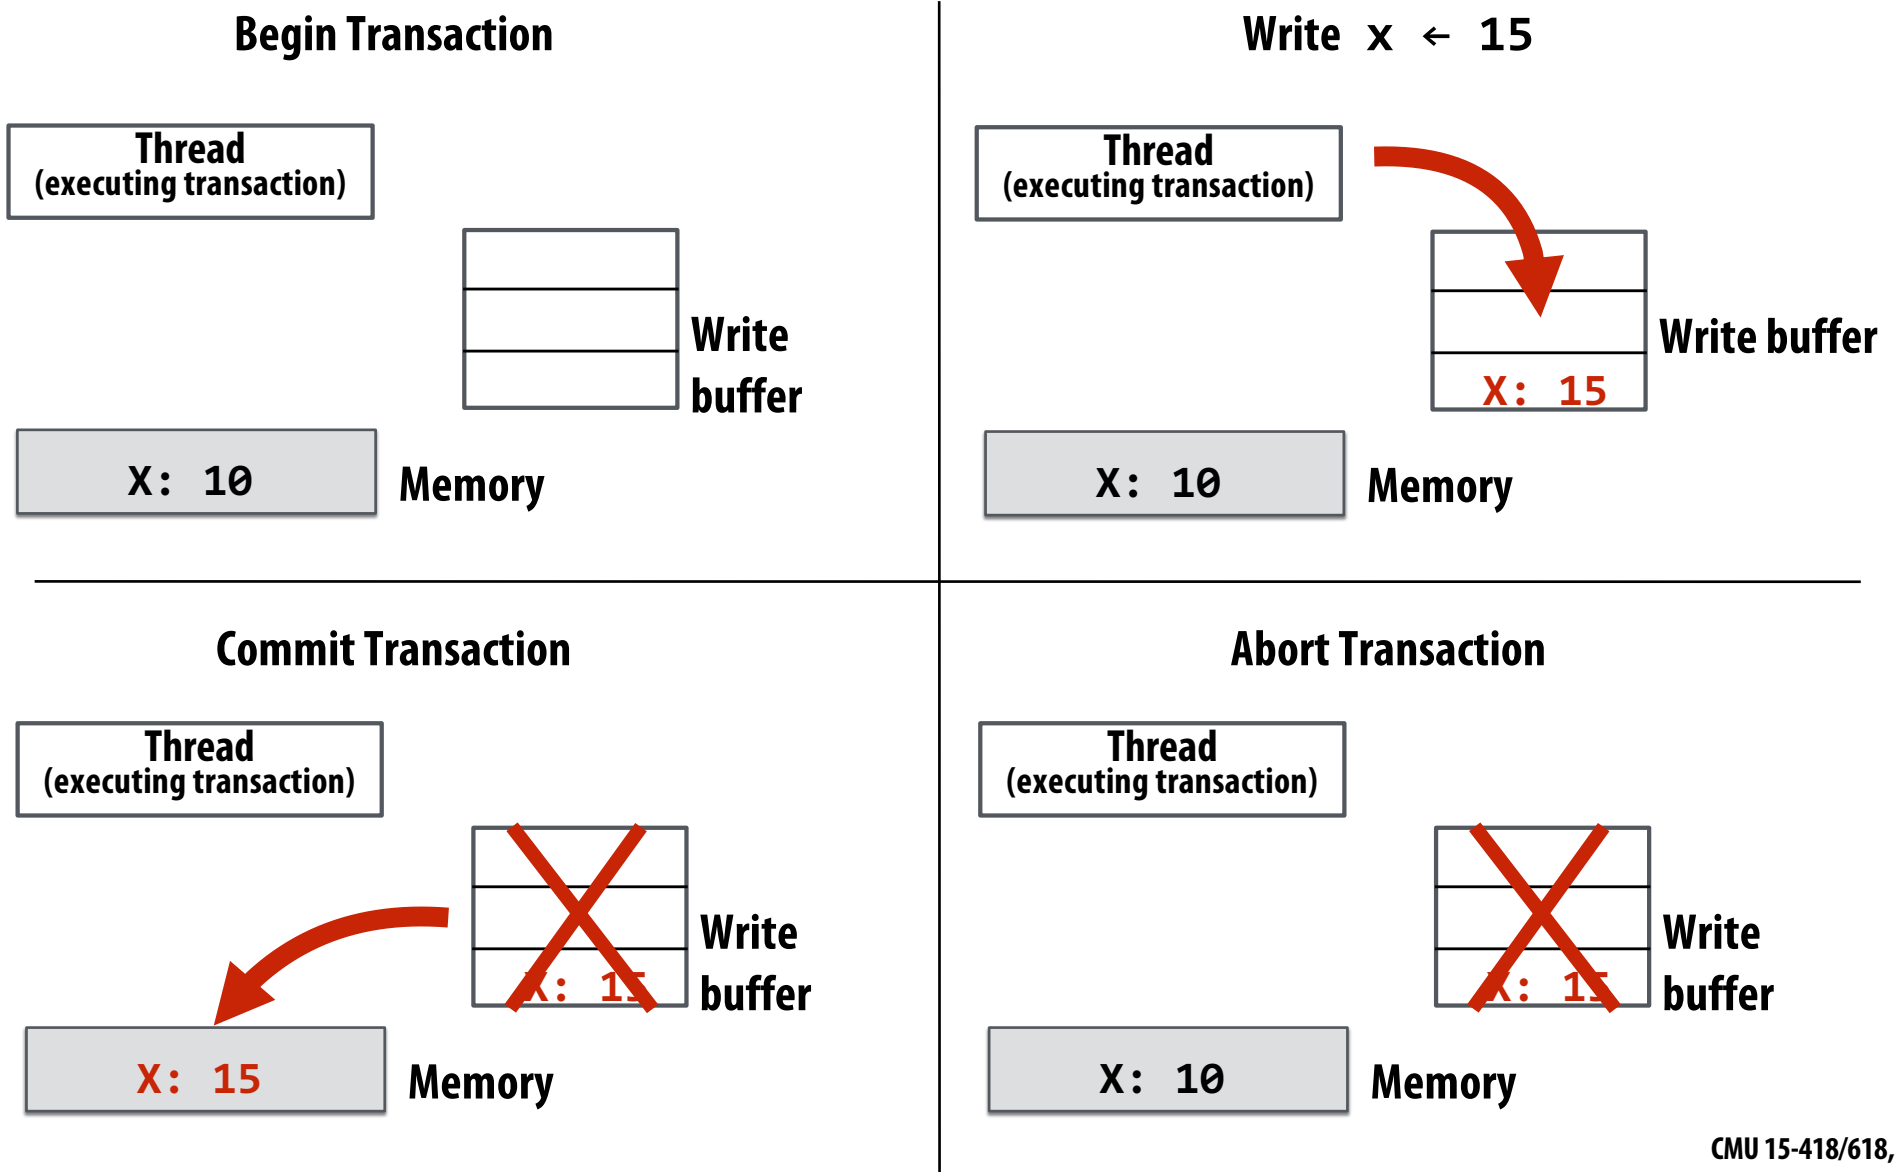 Begin Transaction
Thread
(executing transaction)
Write
buffer
X: 10
Memory
Write x ← 15
Thread
(executing transaction)
Write buffer
X: 15
X: 10
Memory
Commit Transaction
Thread
(executing transaction)
Write
buffer
X: 15
X: 15
Memory
Abort Transaction
Thread
(executing transaction)
Write
buffer
X: 15
X: 10
Memory
CMU 15-418/618,